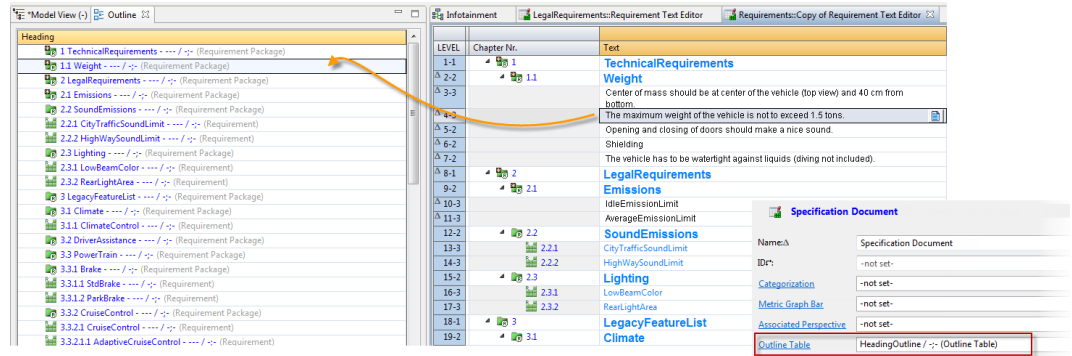 *Model View (-)
Outline
Heading
1 TechnicalRequirements - --- / -;- (Requirement Package)
1.1 Weight - --- / -;- (Requirement Package)
2 LegalRequirements - --- / -;- (Requirement Package)
2.1 Emissions - --- / -;- (Requirement Package)
2.2 SoundEmissions - --- / -;- (Requirement Package)
2.2.1 CityTrafficSoundLimit - --- / -;- (Requirement)
2.2.2 HighWaySoundLimit - --- / -;- (Requirement)
2.3 Lighting - --- / -;- (Requirement Package)
2.3.1 LowBeamColor - --- / -;- (Requirement)
2.3.2 RearLightArea - --- / -;- (Requirement)
3 LegacyFeatureList - --- / -;- (Requirement Package)
3.1 Climate - --- / -;- (Requirement Package)
3.1.1 ClimateControl - --- / -;- (Requirement)
3.2 DriverAssistance - --- / -;- (Requirement Package)
3.3 PowerTrain - --- / -;- (Requirement Package)
3.3.1 Brake - --- / -;- (Requirement Package)
3.3.1.1 StdBrake - --- / -;- (Requirement)
3.3.1.2 ParkBrake - --- / -;- (Requirement)
3.3.2 CruiseControl - --- / -;- (Requirement Package)
3.3.2.1 CruiseControl - --- / -;- (Requirement)
3.3.2.1.1 AdaptiveCruiseControl - --- / -;- (Requirement)
Infotainment
LegalRequirements::Requirement Text Editor
Requirements::Copy of Requirement Text Editor
LEVEL Chapter Nr. Text
1-1 1 TechnicalRequirements
2-2 1.1 Weight
3-3 Center of mass should be at center of the vehicle (top view) and 40 cm from
bottom.
4-3 The maximum weight of the vehicle is not to exceed 1.5 tons.
5-2 Opening and closing of doors should make a nice sound.
6-2 Shielding
7-2 The vehicle has to be watertight against liquids (diving not included).
8-1 2 LegalRequirements
9-2 2.1 Emissions
10-3 IdleEmissionLimit
11-3 AverageEmissionLimit
12-2 2.2 SoundEmissions
13-3 2.2.1 CityTrafficSoundLimit
14-3 2.2.2 HighWaySoundLimit
15-2 2.3 Lighting
16-3 2.3.1 LowBeamColor
17-3 2.3.2 RearLightArea
18-1 3 LegacyFeatureList
19-2 3.1 Climate
Specification Document
Name:Δ Specification Document
ID#: -not set-
Categorization -not set-
Metric Graph Bar -not set-
Associated Perspective -not set-
Outline Table HeadingOutline / -;- (Outline Table)